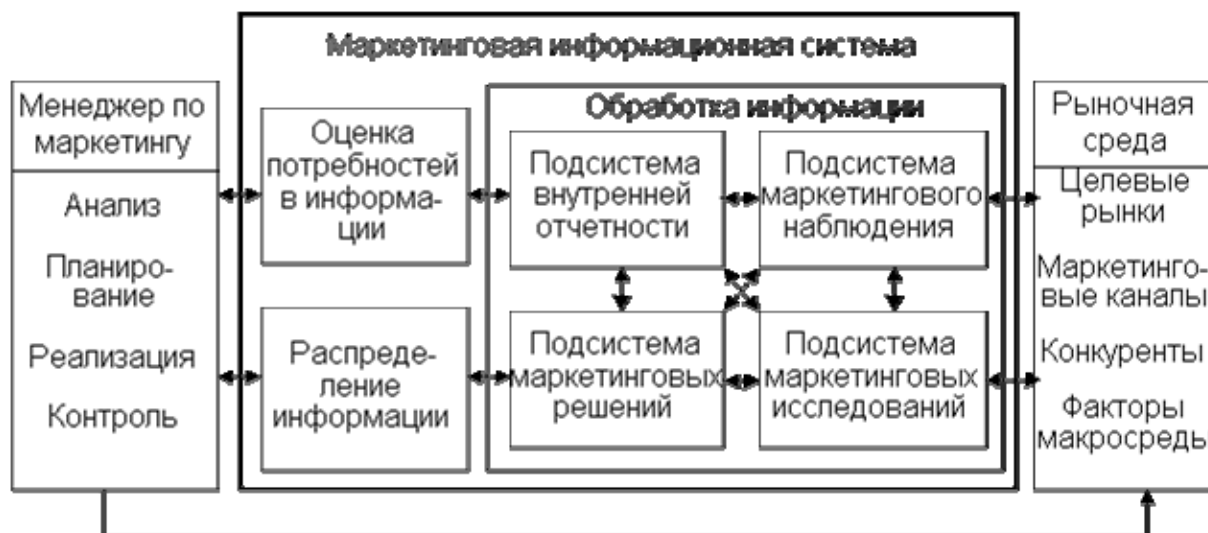 Маркетинговая информационная система
Менеджер по
маркетингу
Анализ
Планиро-
вание
Реализация
Контроль
Оценка
потребностей
в информа-
ции
Распреде-
ление
информации
Обработка информации
Подсистема
внутренней
отчетности
Подсистема
маркетингового
наблюдения
Подсистема
маркетинговых
решений
Подсистема
маркетинговых
исследований
Рыночная
среда
Целевые
рынки
Маркетинго-
вые каналы
Конкуренты
Факторы
макросреды